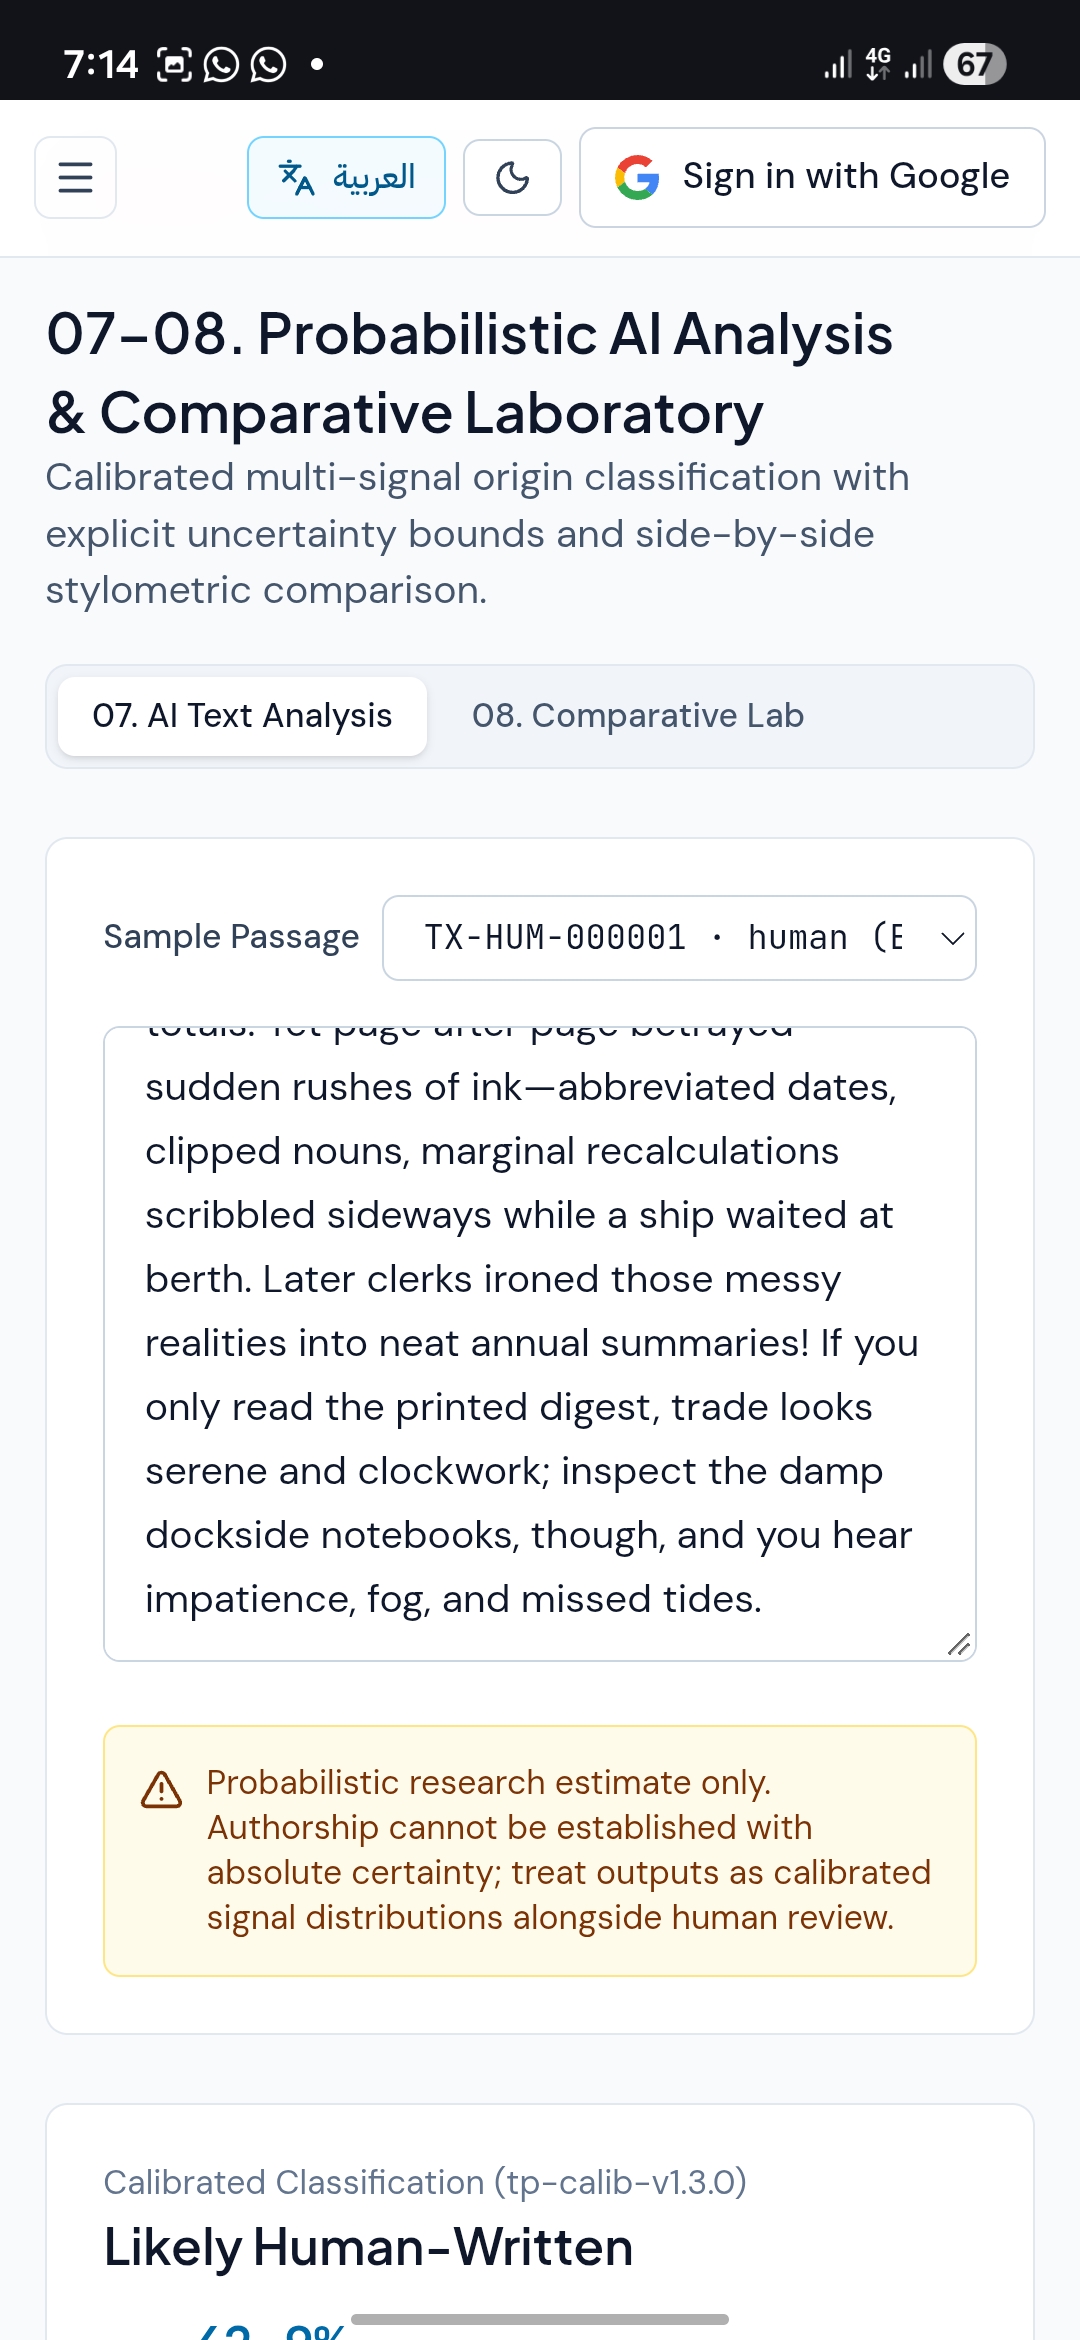 7:14
4G
67
العربية
Sign in with Google
07–08. Probabilistic AI Analysis
& Comparative Laboratory
Calibrated multi-signal origin classification with
explicit uncertainty bounds and side-by-side
stylometric comparison.
07. AI Text Analysis
08. Comparative Lab
Sample Passage
TX-HUM-000001 · human (E
totals. Yet page after page betrayed
sudden rushes of ink—abbreviated dates,
clipped nouns, marginal recalculations
scribbled sideways while a ship waited at
berth. Later clerks ironed those messy
realities into neat annual summaries! If you
only read the printed digest, trade looks
serene and clockwork; inspect the damp
dockside notebooks, though, and you hear
impatience, fog, and missed tides.
Probabilistic research estimate only.
Authorship cannot be established with
absolute certainty; treat outputs as calibrated
signal distributions alongside human review.
Calibrated Classification (tp-calib-v1.3.0)
Likely Human-Written